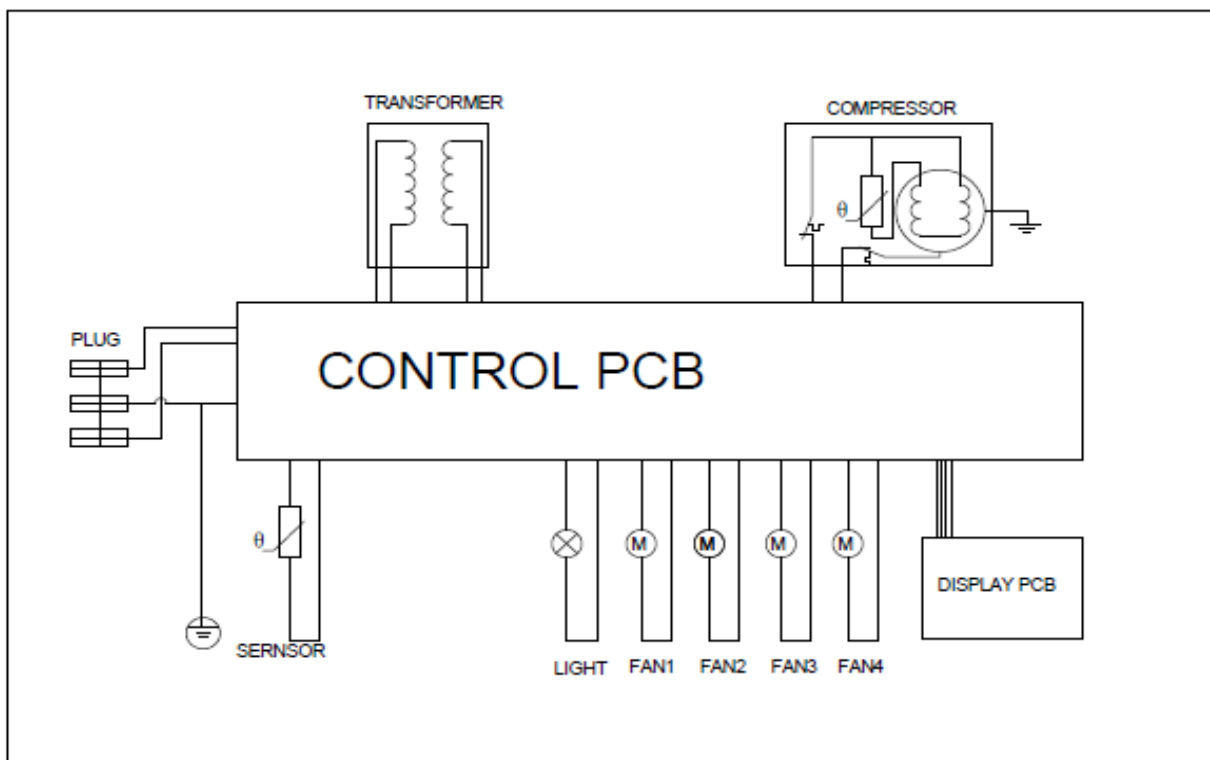 TRANSFORMER
COMPRESSOR
θ
PLUG
CONTROL PCB
θ
M
M
M
M
DISPLAY PCB
SERNSOR
LIGHT
FAN1
FAN2
FAN3
FAN4